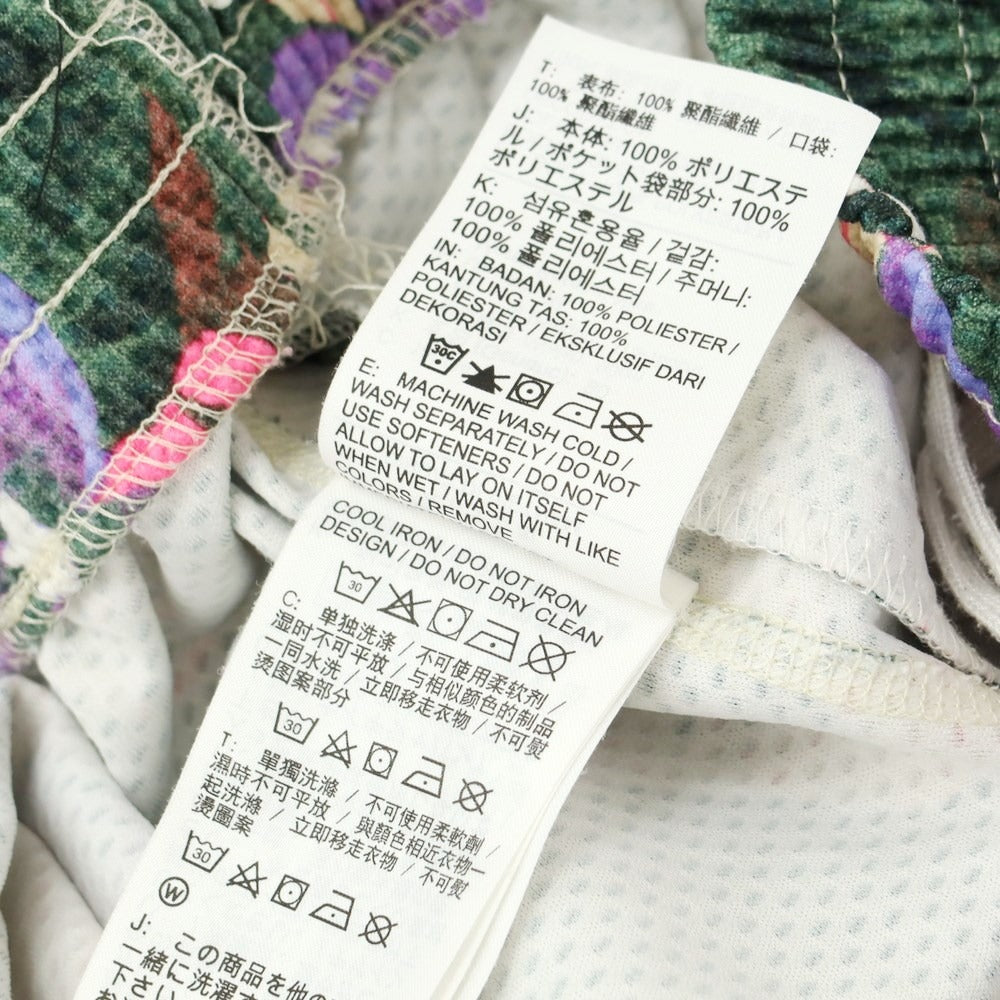 T: 表布: 100% 聚酯纖維 / 口袋:
100% 聚酯纖維
J: 本体: 100% ポリエステ
ル / ポケット袋部分: 100%
ポリエステル
K: 섬유혼용율 / 겉감:
100% 폴리에스터 / 주머니:
100% 폴리에스터
IN: BADAN: 100% POLIESTER /
KANTUNG TAS: 100%
POLIESTER / EKSKLUSIF DARI
DEKORASI
30C
E: MACHINE WASH COLD /
WASH SEPARATELY / DO NOT
USE SOFTENERS / DO NOT
ALLOW TO LAY ON ITSELF
WHEN WET / WASH WITH LIKE
COLORS / REMOVE
COOL IRON / DO NOT IRON
DESIGN / DO NOT DRY CLEAN
30
C: 单独洗涤 / 不可使用柔软剂 /
湿时不可平放 / 与相似颜色的制品
一同水洗 / 立即移走衣物 / 不可熨
烫图案部分
30
T: 單獨洗滌 / 不可使用柔軟劑 /
濕時不可平放 / 與顏色相近衣物一
起洗滌 / 立即移走衣物 / 不可熨
燙圖案
30
W
J: この商品を他の
一緒に洗濯
下さい